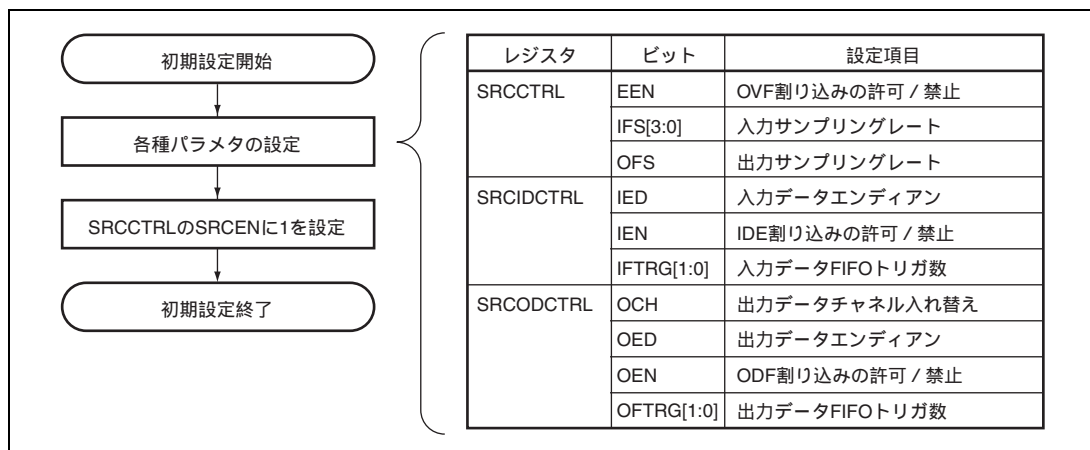 初期設定開始
各種パラメタの設定
SRCCTRLのSRCENに1を設定
初期設定終了
レジスタ ビット 設定項目
SRCCTRL EEN OVF割り込みの許可 / 禁止
IFS[3:0] 入力サンプリングレート
OFS 出力サンプリングレート
SRCIDCTRL IED 入力データエンディアン
IEN IDE割り込みの許可 / 禁止
IFTRG[1:0] 入力データFIFOトリガ数
SRCODCTRL OCH 出力データチャネル入れ替え
OED 出力データエンディアン
OEN ODF割り込みの許可 / 禁止
OFTRG[1:0] 出力データFIFOトリガ数